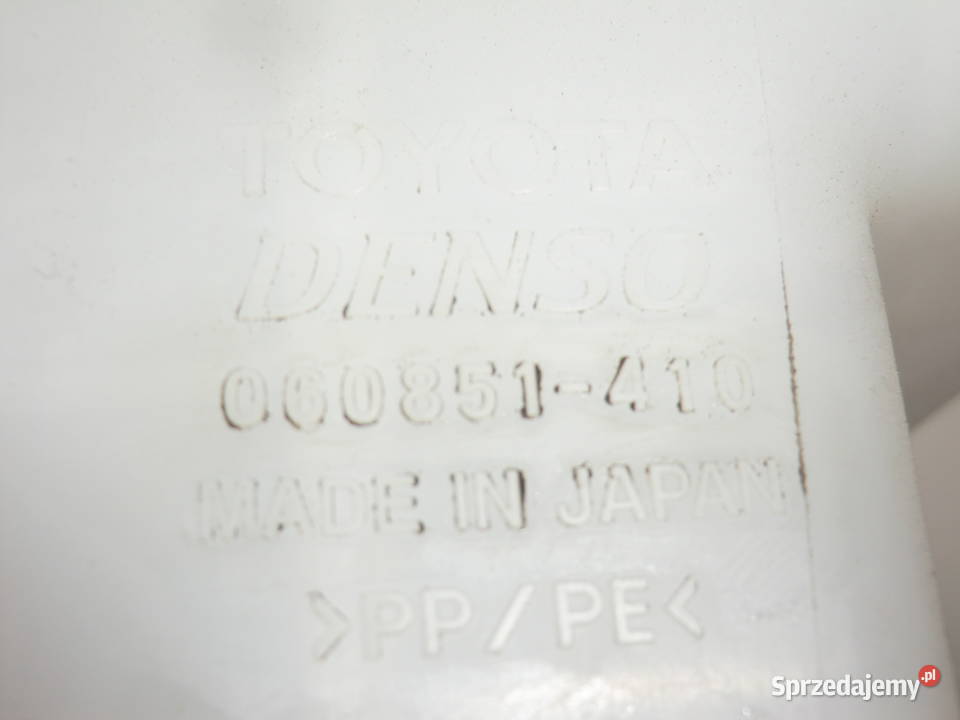 TOYOTA
DENSO
060851-410
MADE IN JAPAN
>PP/PE<
Sprzedajemy.pl